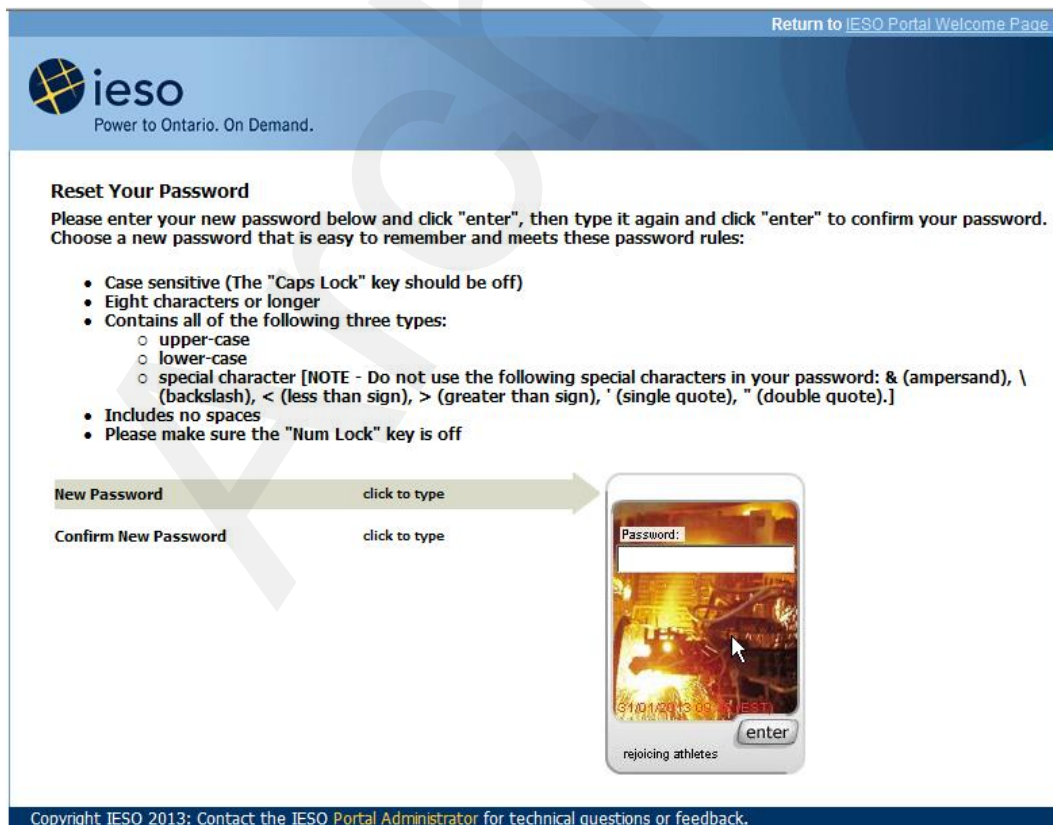 Return to IESO Portal Welcome Page
ieso
Power to Ontario. On Demand.
Reset Your Password
Please enter your new password below and click "enter", then type it again and click "enter" to confirm your password.
Choose a new password that is easy to remember and meets these password rules:
• Case sensitive (The "Caps Lock" key should be off)
• Eight characters or longer
• Contains all of the following three types:
o upper-case
o lower-case
o special character [NOTE - Do not use the following special characters in your password: & (ampersand), \
(backslash), < (less than sign), > (greater than sign), ' (single quote), " (double quote).]
• Includes no spaces
• Please make sure the "Num Lock" key is off
New Password click to type
Confirm New Password click to type
Password:
31/01/2013 (EST)
enter
rejoicing athletes
Copyright IESO 2013: Contact the IESO Portal Administrator for technical questions or feedback.